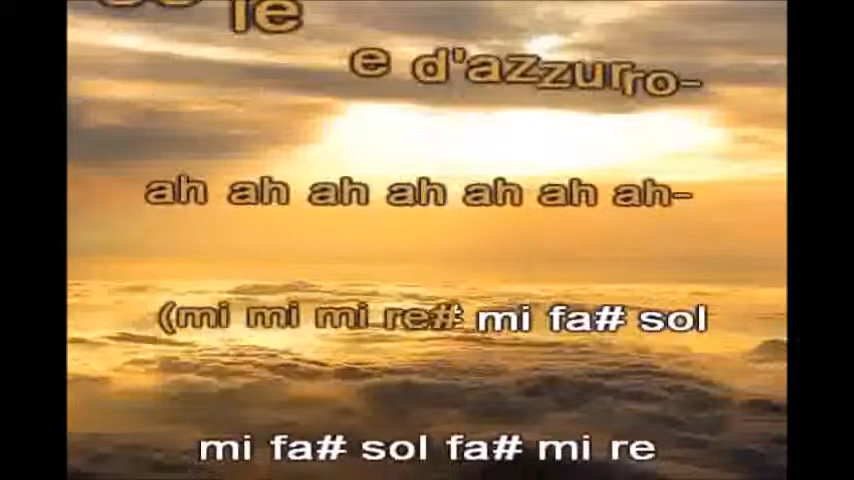 le
e d'azzurro-
ah ah ah ah ah ah ah-
(mi mi mi re# mi fa# sol
mi fa# sol fa# mi re